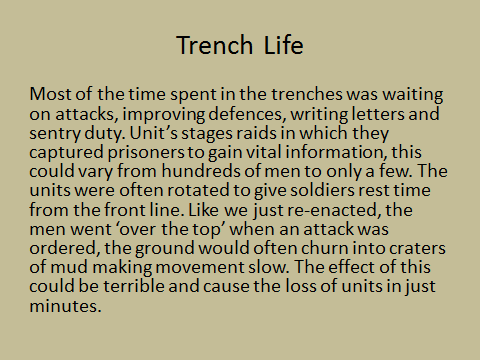 Trench Life
Most of the time spent in the trenches was waiting
on attacks, improving defences, writing letters and
sentry duty. Unit’s stages raids in which they
captured prisoners to gain vital information, this
could vary from hundreds of men to only a few. The
units were often rotated to give soldiers rest time
from the front line. Like we just re-enacted, the
men went ‘over the top’ when an attack was
ordered, the ground would often churn into craters
of mud making movement slow. The effect of this
could be terrible and cause the loss of units in just
minutes.